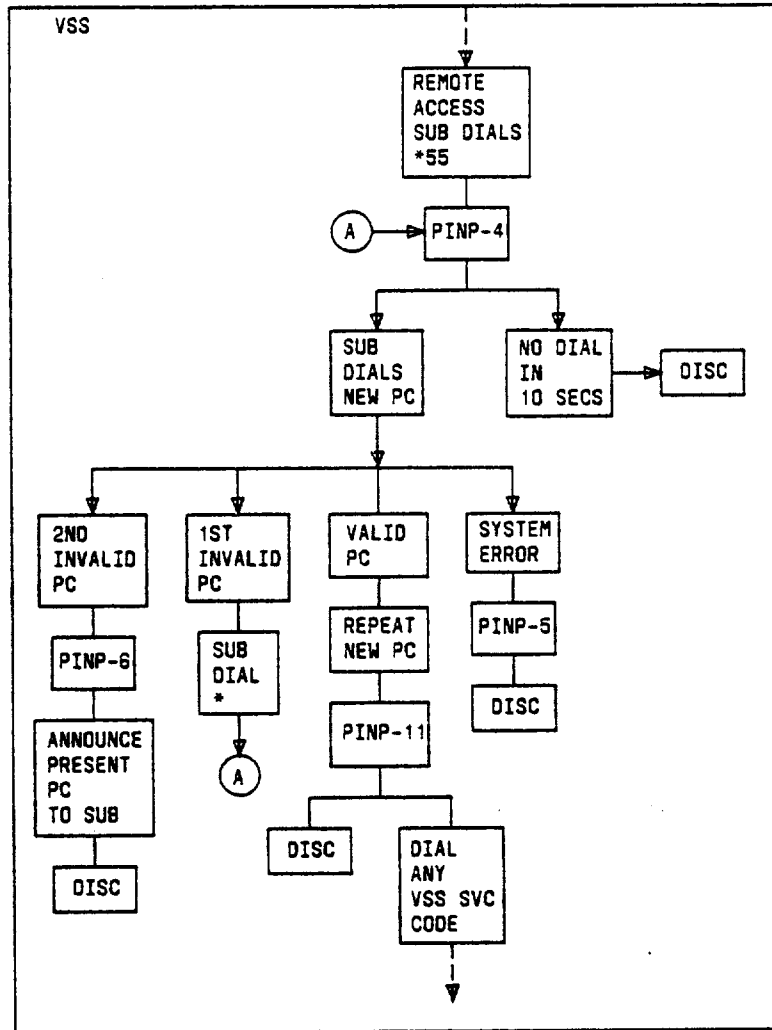 VSS
REMOTE
ACCESS
SUB DIALS
*55
A
PINP-4
SUB
DIALS
NEW PC
NO DIAL
IN
10 SECS
DISC
2ND
INVALID
PC
1ST
INVALID
PC
VALID
PC
SYSTEM
ERROR
PINP-6
SUB
DIAL
*
REPEAT
NEW PC
PINP-5
ANNOUNCE
PRESENT
PC
TO SUB
A
PINP-11
DISC
DISC
DISC
DIAL
ANY
VSS SVC
CODE